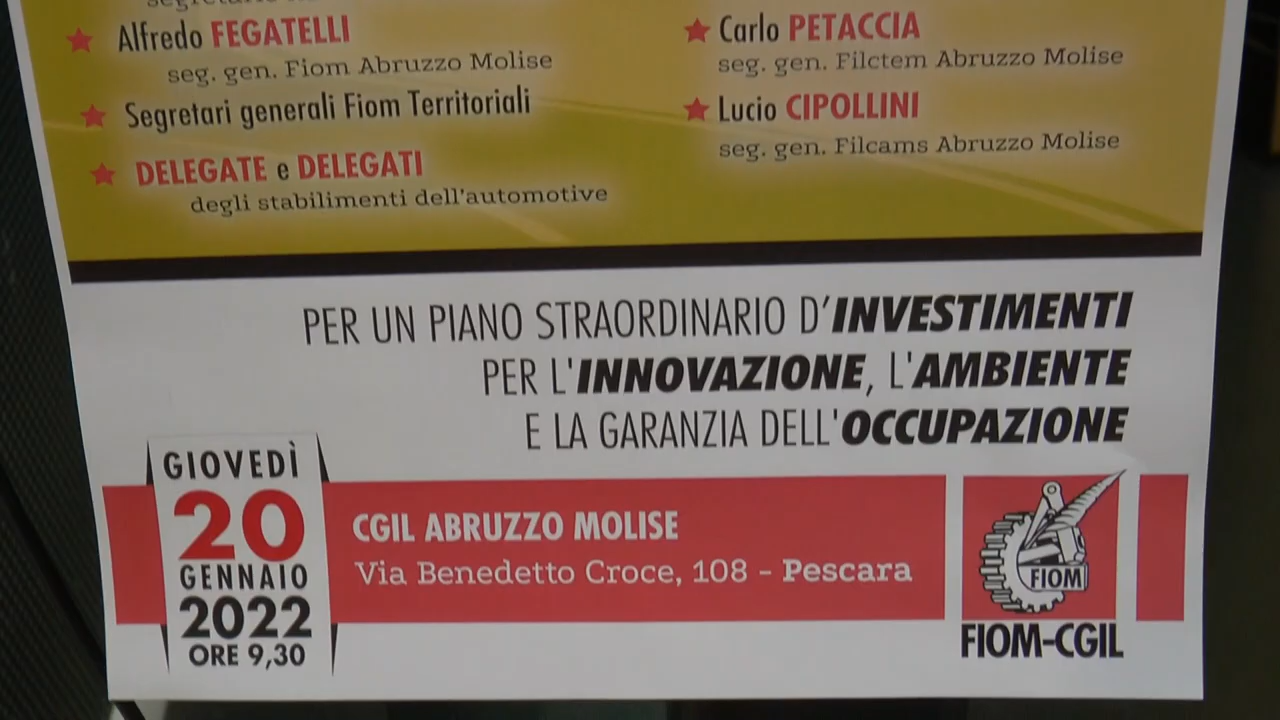 Alfredo FEGATELLI
seg. gen. Fiom Abruzzo Molise
Segretari generali Fiom Territoriali
DELEGATE e DELEGATI
degli stabilimenti dell'automotive
Carlo PETACCIA
seg. gen. Filctem Abruzzo Molise
Lucio CIPOLLINI
seg. gen. Filcams Abruzzo Molise
PER UN PIANO STRAORDINARIO D'INVESTIMENTI
PER L'INNOVAZIONE, L'AMBIENTE
E LA GARANZIA DELL'OCCUPAZIONE
GIOVEDÌ
20
GENNAIO
2022
ORE 9,30
CGIL ABRUZZO MOLISE
Via Benedetto Croce, 108 - Pescara
FIOM
FIOM-CGIL